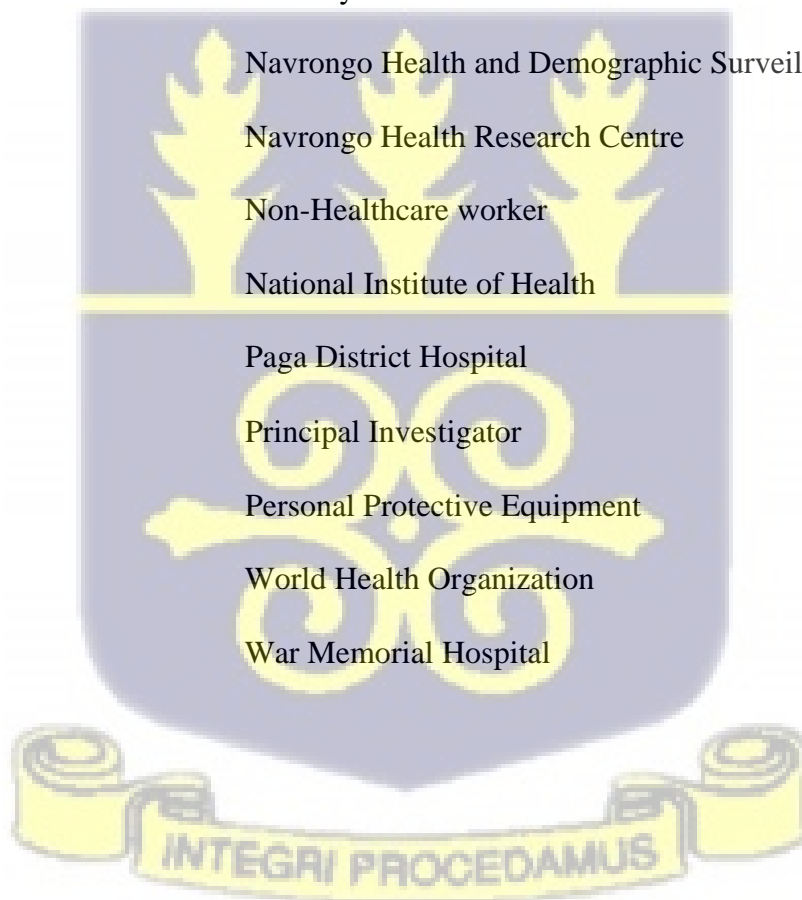 Navrongo Health and Demographic Surveil
Navrongo Health Research Centre
Non-Healthcare worker
National Institute of Health
Paga District Hospital
Principal Investigator
Personal Protective Equipment
World Health Organization
War Memorial Hospital
INTEGRI PROCEDAMUS